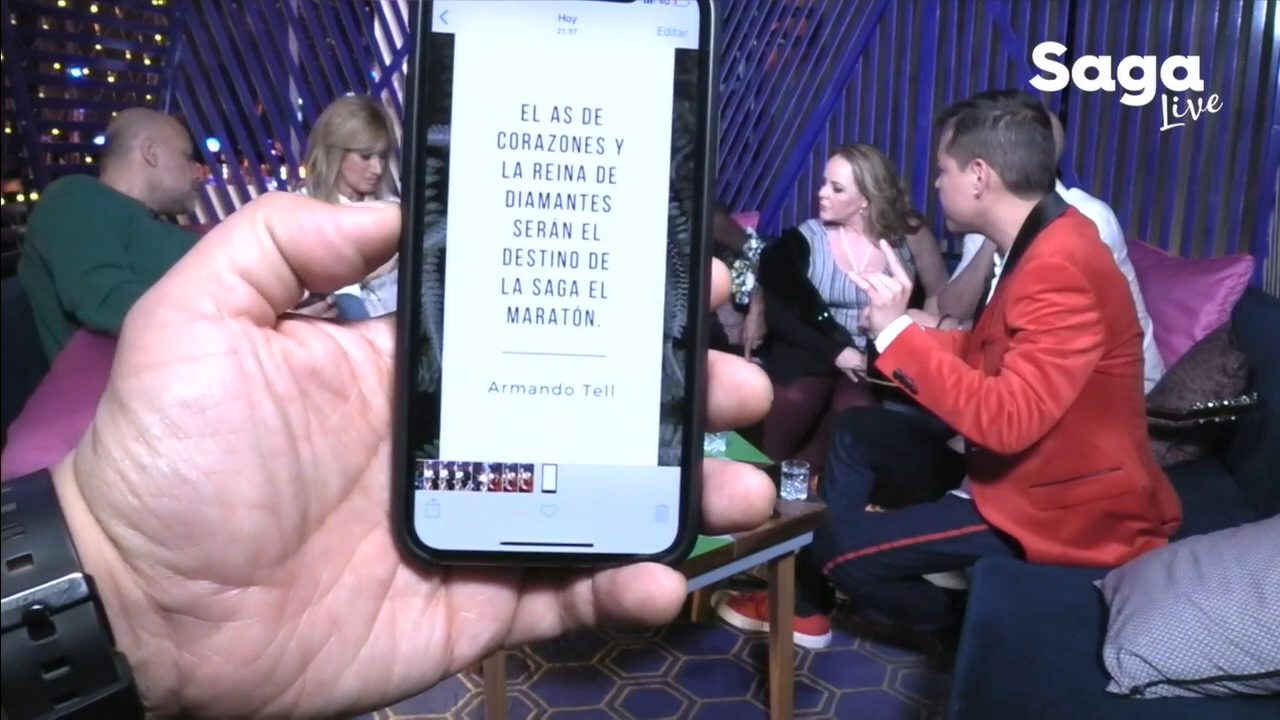 Hoy
21:37
Editar
EL AS DE
CORAZONES Y
LA REINA DE
DIAMANTES
SERÁN EL
DESTINO DE
LA SAGA EL
MARATÓN.
Armando Tell
Saga
Live